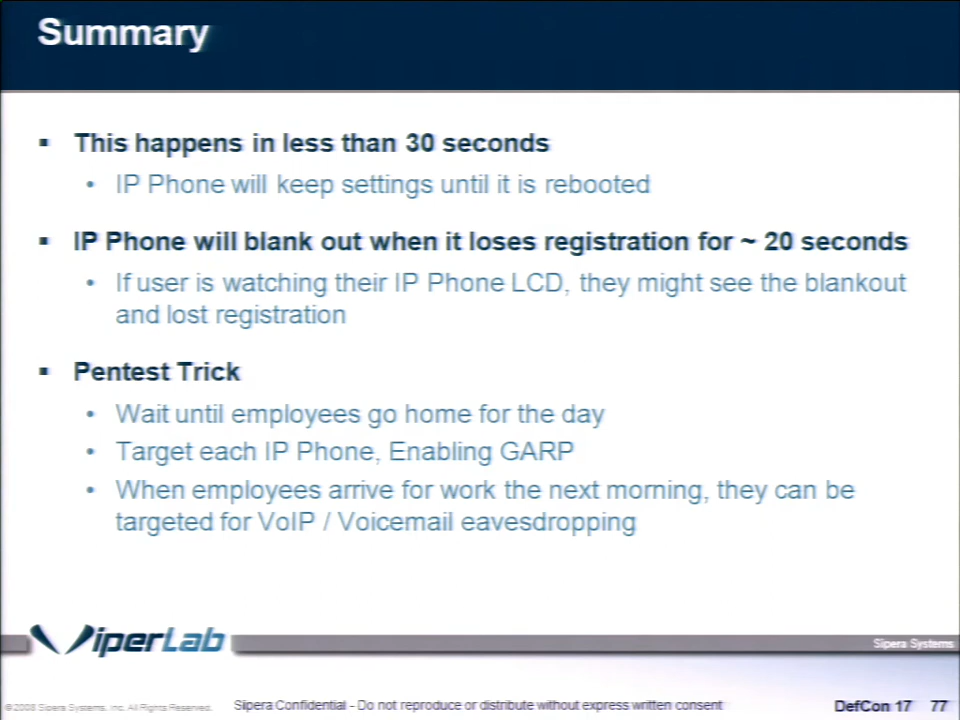 Summary
This happens in less than 30 seconds
IP Phone will keep settings until it is rebooted
IP Phone will blank out when it loses registration for ~ 20 seconds
If user is watching their IP Phone LCD, they might see the blankout
and lost registration
Pentest Trick
Wait until employees go home for the day
Target each IP Phone, Enabling GARP
When employees arrive for work the next morning, they can be
targeted for VoIP / Voicemail eavesdropping
ViperLab
Sipera Systems
© 2008 Sipera Systems, Inc. All Rights Reserved.
Sipera Confidential - Do not reproduce or distribute without express written consent
DefCon 17 77